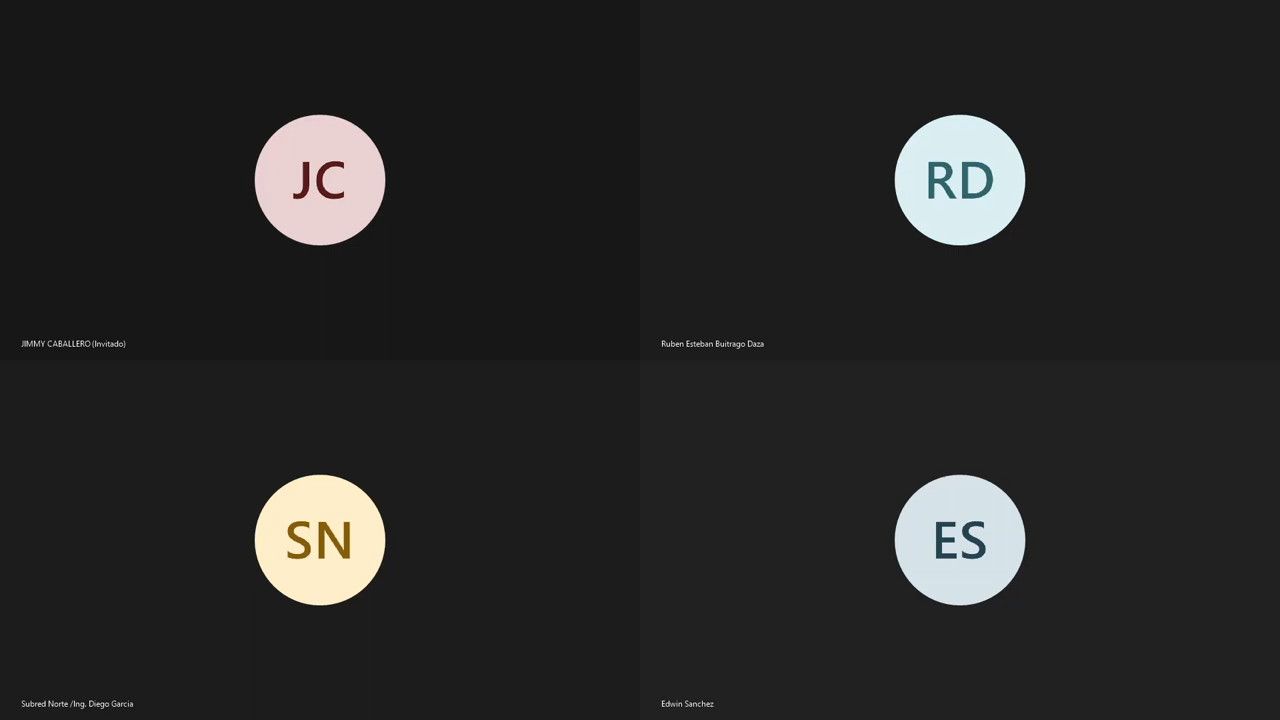 JC
JIMMY CABALLERO (Invitado)
RD
Ruben Esteban Buitrago Daza
SN
Subred Norte /Ing. Diego Garcia
ES
Edwin Sanchez